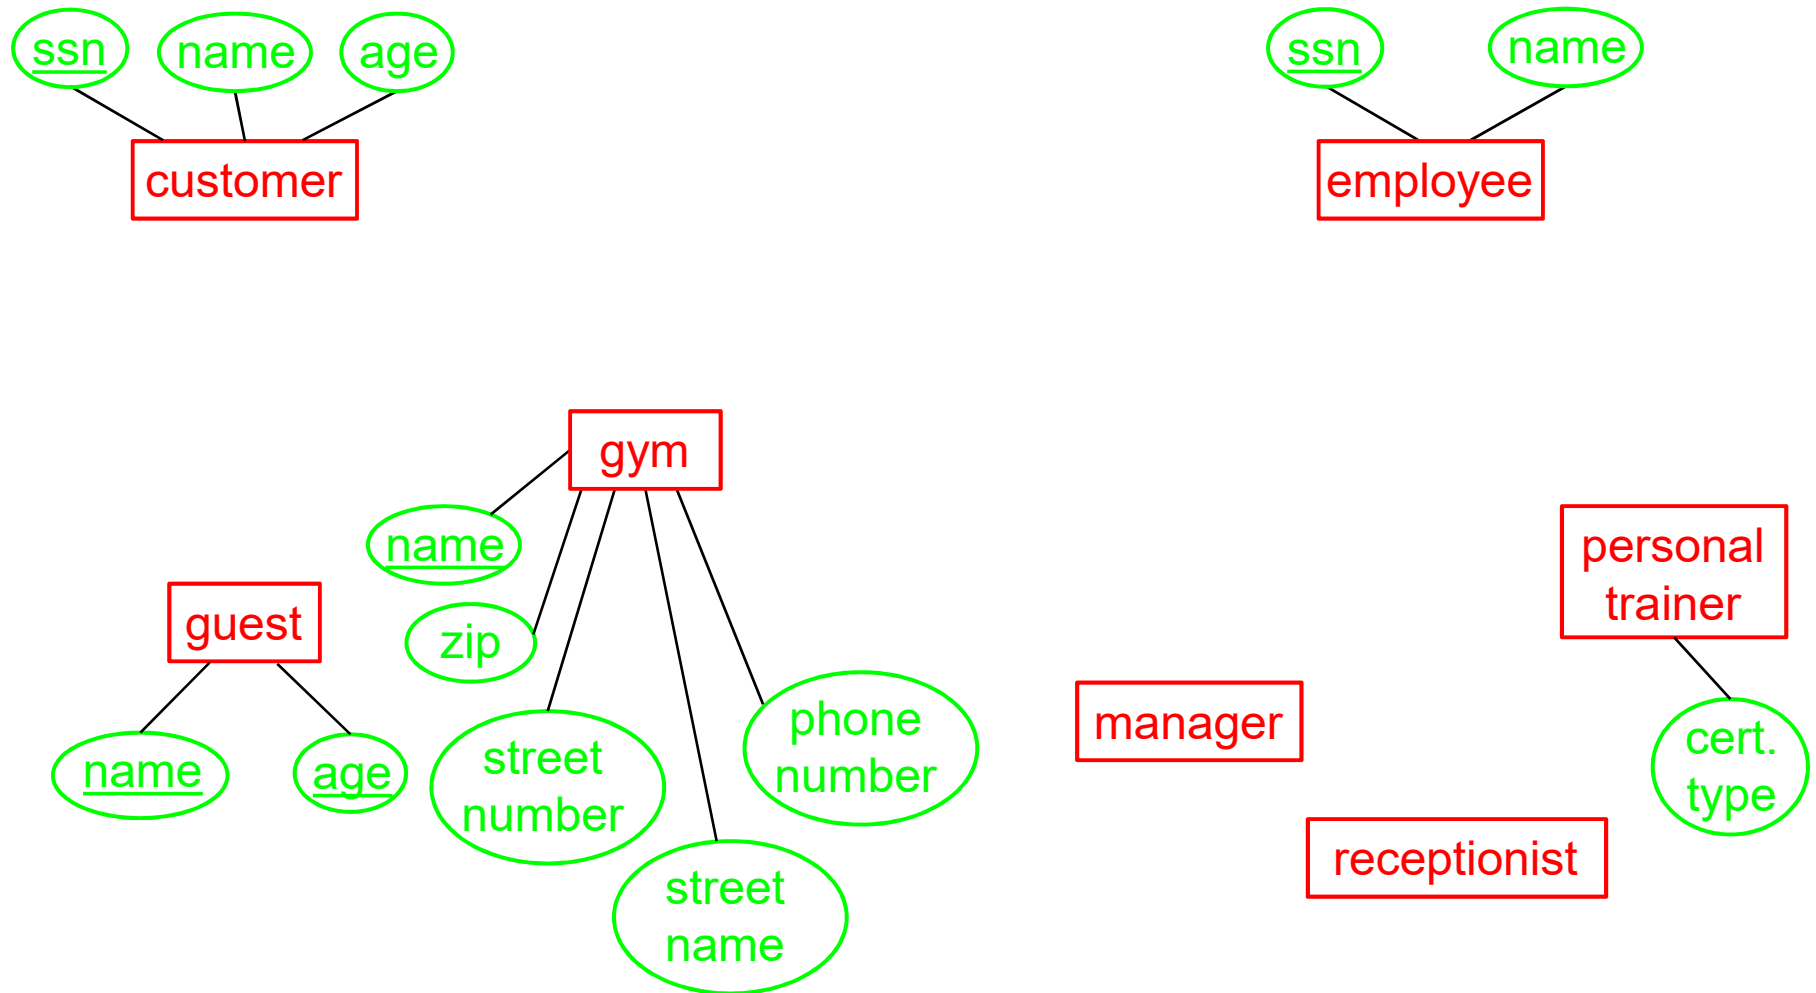 ssn
name
age
customer
ssn
name
employee
gym
name
zip
street
number
street
name
phone
number
guest
name
age
manager
receptionist
personal
trainer
cert.
type